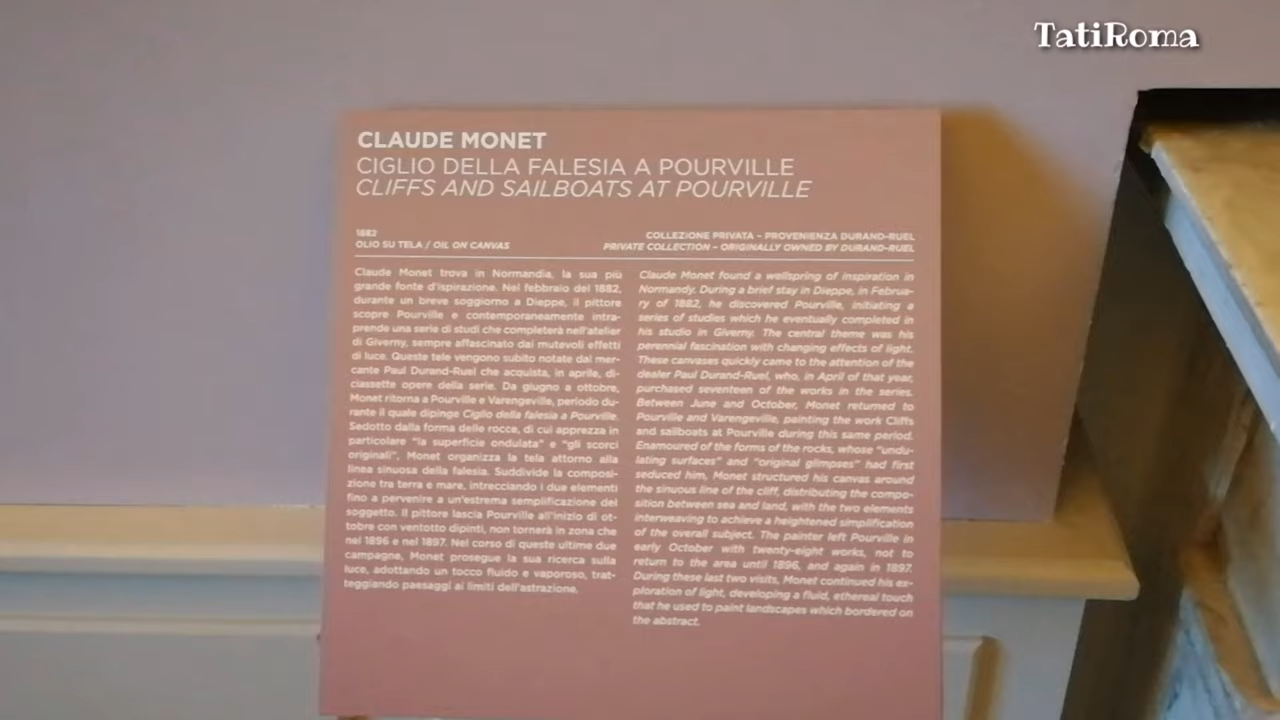 TatiRoma
CLAUDE MONET
CIGLIO DELLA FALESIA A POURVILLE
CLIFFS AND SAILBOATS AT POURVILLE
1882
OLIO SU TELA / OIL ON CANVAS
COLLEZIONE PRIVATA – PROVENIENZA DURAND-RUEL
PRIVATE COLLECTION – ORIGINALLY OWNED BY DURAND-RUEL
Claude Monet trova in Normandia, la sua più
grande fonte d'ispirazione. Nel febbraio del 1882,
durante un breve soggiorno a Dieppe, il pittore
scopre Pourville e contemporaneamente intra-
prende una serie di studi che completerà nell'atelier
di Giverny, sempre affascinato dai mutevoli effetti
di luce. Queste tele vengono subito notate dal mer-
cante Paul Durand-Ruel che acquista, in aprile, di-
ciassette opere della serie. Da giugno a ottobre,
Monet ritorna a Pourville e Varengeville, periodo du-
rante il quale dipinge Ciglio della falesia a Pourville.
Sedotto dalla forma delle rocce, di cui apprezza in
particolare "la superficie ondulata" e "gli scorci
originali", Monet organizza la tela attorno alla
linea sinuosa della falesia. Suddivide la composi-
zione tra terra e mare, intrecciando i due elementi
fino a pervenire a un'estrema semplificazione del
soggetto. Il pittore lascia Pourville all'inizio di ot-
tobre con ventotto dipinti, non tornerà in zona che
nel 1896 e nel 1897. Nel corso di queste ultime due
campagne, Monet prosegue la sua ricerca sulla
luce, adottando un tocco fluido e vaporoso, trat-
teggiando paesaggi ai limiti dell'astrazione.
Claude Monet found a wellspring of inspiration in
Normandy. During a brief stay in Dieppe, in Februa-
ry of 1882, he discovered Pourville, initiating a
series of studies which he eventually completed in
his studio in Giverny. The central theme was his
perennial fascination with changing effects of light.
These canvases quickly came to the attention of the
dealer Paul Durand-Ruel, who, in April of that year,
purchased seventeen of the works in the series.
Between June and October, Monet returned to
Pourville and Varengeville, painting the work Cliffs
and sailboats at Pourville during this same period.
Enamoured of the forms of the rocks, whose "undu-
lating surfaces" and "original glimpses" had first
seduced him, Monet structured his canvas around
the sinuous line of the cliff, distributing the compo-
sition between sea and land, with the two elements
interweaving to achieve a heightened simplification
of the overall subject. The painter left Pourville in
early October with twenty-eight works, not to
return to the area until 1896, and again in 1897.
During these last two visits, Monet continued his ex-
ploration of light, developing a fluid, ethereal touch
that he used to paint landscapes which bordered on
the abstract.